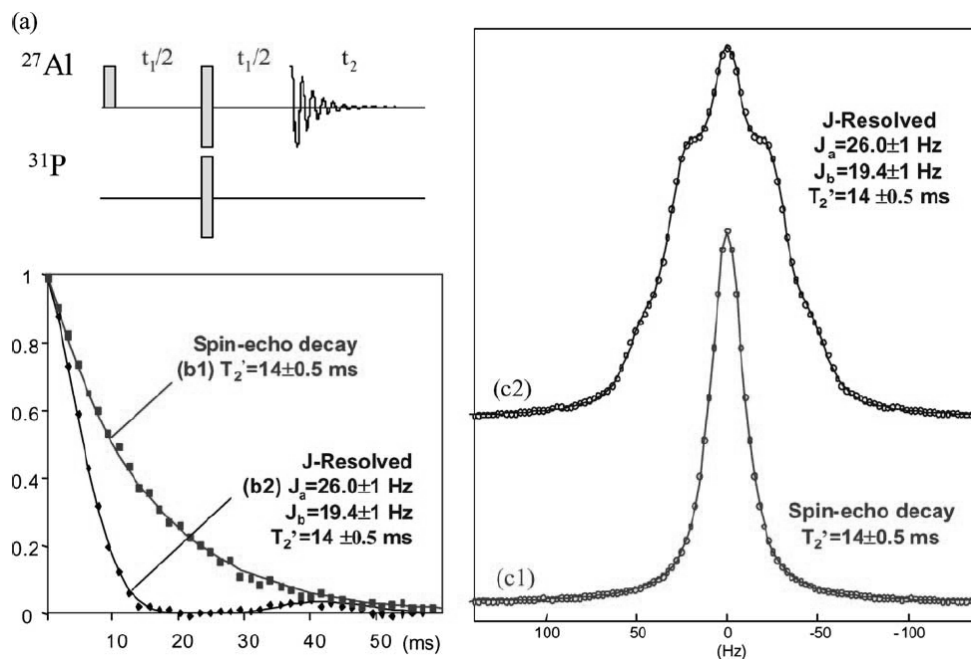 (a)
27Al t1/2 t1/2 t2
31P
1
0.8
0.6
0.4
0.2
0
10 20 30 40 50 (ms)
Spin-echo decay
(b1) T2'=14±0.5 ms
J-Resolved
(b2) Ja=26.0±1 Hz
Jb=19.4±1 Hz
T2'=14 ±0.5 ms
J-Resolved
Ja=26.0±1 Hz
Jb=19.4±1 Hz
T2'=14 ±0.5 ms
(c2)
Spin-echo decay
T2'=14±0.5 ms
(c1)
100 50 0 -50 -100
(Hz)